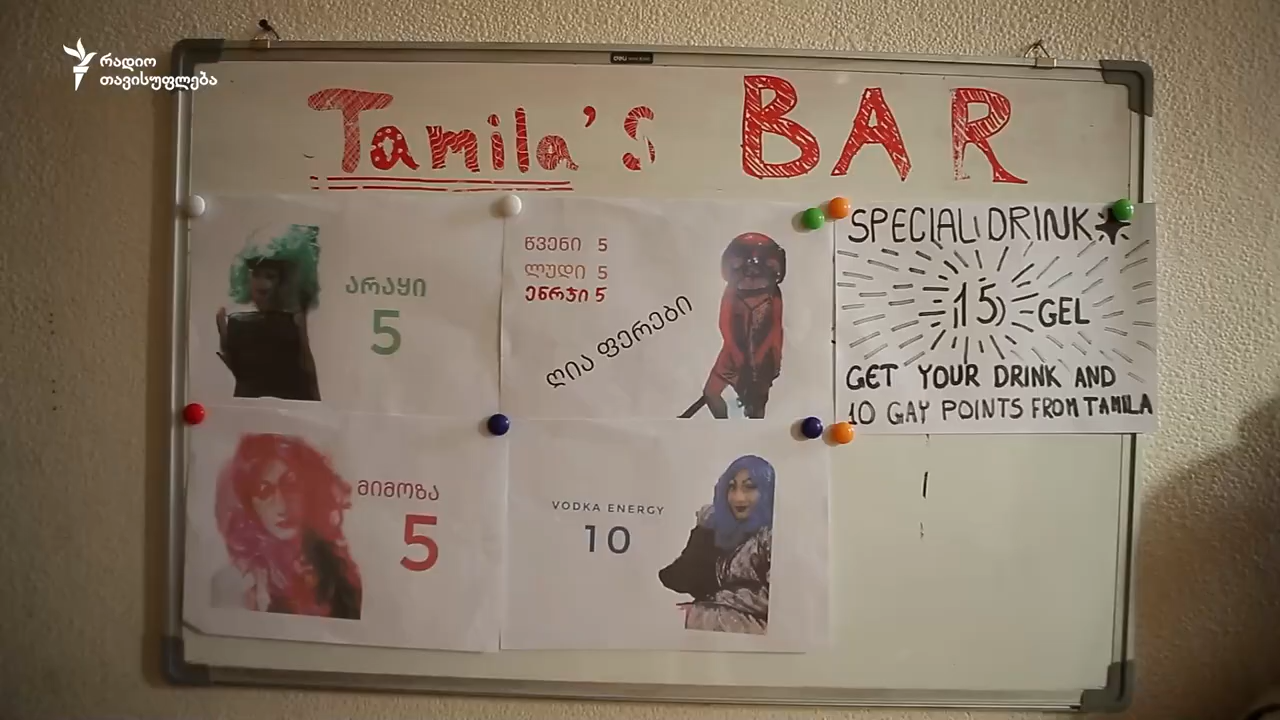 რადიო
თავისუფლება
Tamila's BAR
არაყი
5
წვენი 5
ლუდი 5
ენრჯი 5
ღია ფერები
SPECIAL DRINK
15 GEL
GET YOUR DRINK AND
10 GAY POINTS FROM TAMILA
მიმოზა
5
VODKA ENERGY
10